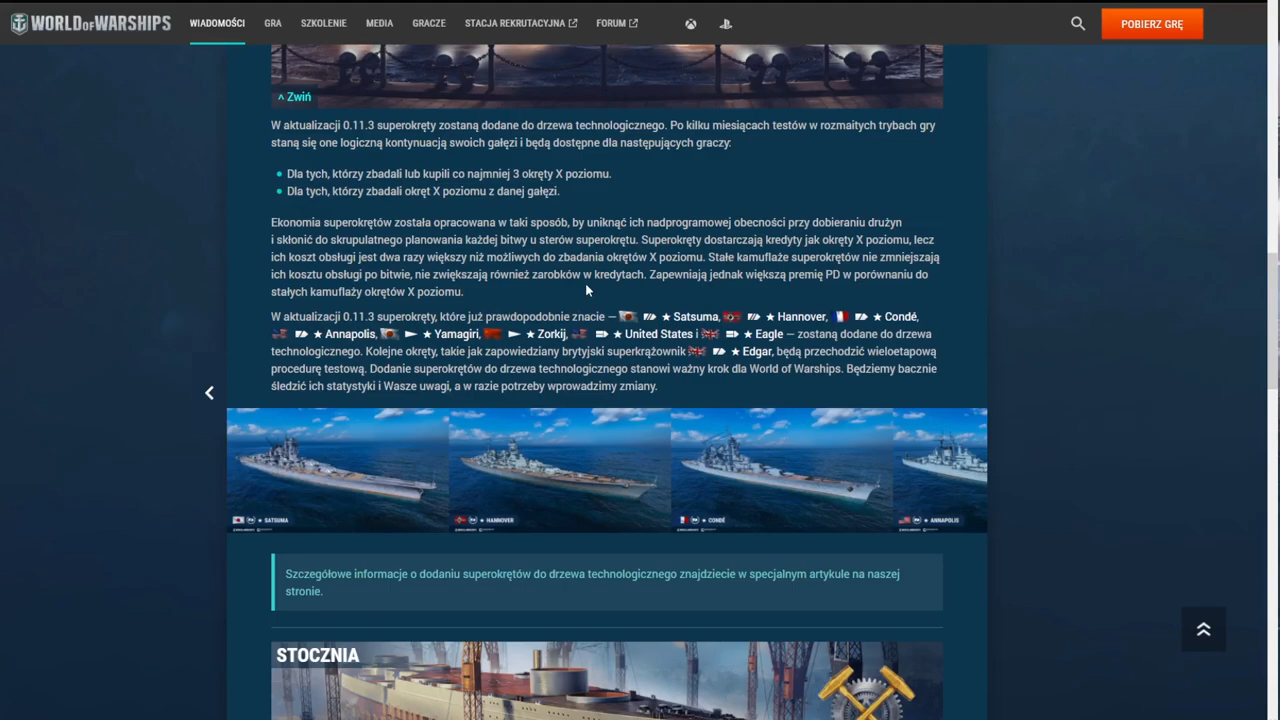 WORLD OF WARSHIPS WIADOMOŚCI GRA SZKOLENIE MEDIA GRACZE STACJA REKRUTACYJNA FORUM POBIERZ GRĘ
^ Zwiń
W aktualizacji 0.11.3 superokręty zostaną dodane do drzewa technologicznego. Po kilku miesiącach testów w rozmaitych trybach gry
staną się one logiczną kontynuacją swoich gałęzi i będą dostępne dla następujących graczy:
Dla tych, którzy zbadali lub kupili co najmniej 3 okręty X poziomu.
Dla tych, którzy zbadali okręt X poziomu z danej gałęzi.
Ekonomia superokrętów została opracowana w taki sposób, by uniknąć ich nadprogramowej obecności przy dobieraniu drużyn
i skłonić do skrupulatnego planowania każdej bitwy u sterów superokrętu. Superokręty dostarczają kredyty jak okręty X poziomu, lecz
ich koszt obsługi jest dwa razy większy niż możliwych do zbadania okrętów X poziomu. Stałe kamuflaże superokrętów nie zmniejszają
ich kosztu obsługi po bitwie, nie zwiększają również zarobków w kredytach. Zapewniają jednak większą premię PD w porównaniu do
stałych kamuflaży okrętów X poziomu.
W aktualizacji 0.11.3 superokręty, które już prawdopodobnie znacie — ★ Satsuma, ★ Hannover, ★ Condé,
★ Annapolis, ★ Yamagiri, ★ Zorkij, ★ United States i ★ Eagle — zostaną dodane do drzewa
technologicznego. Kolejne okręty, takie jak zapowiedziany brytyjski superkrążownik ★ Edgar, będą przechodzić wieloetapową
procedurę testową. Dodanie superokrętów do drzewa technologicznego stanowi ważny krok dla World of Warships. Będziemy bacznie
śledzić ich statystyki i Wasze uwagi, a w razie potrzeby wprowadzimy zmiany.
★ SATSUMA ★ HANNOVER ★ CONDÉ ★ ANNAPOLIS
Szczegółowe informacje o dodaniu superokrętów do drzewa technologicznego znajdziecie w specjalnym artykule na naszej
stronie.
STOCZNIA